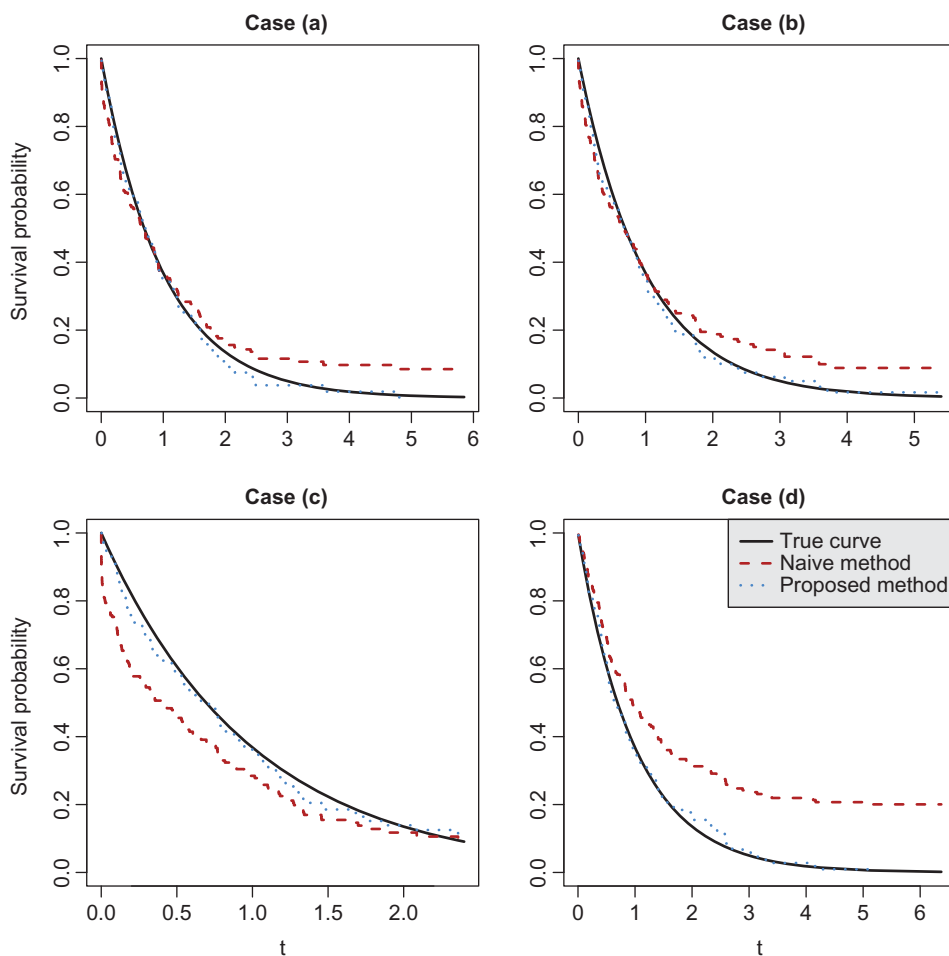 Case (a)
Case (b)
Survival probability
1.0
0.8
0.6
0.4
0.2
0.0
0 1 2 3 4 5 6
1.0
0.8
0.6
0.4
0.2
0.0
0 1 2 3 4 5
Case (c)
Case (d)
Survival probability
1.0
0.8
0.6
0.4
0.2
0.0
0.0 0.5 1.0 1.5 2.0
t
1.0
0.8
0.6
0.4
0.2
0.0
True curve
Naive method
Proposed method
0 1 2 3 4 5 6
t